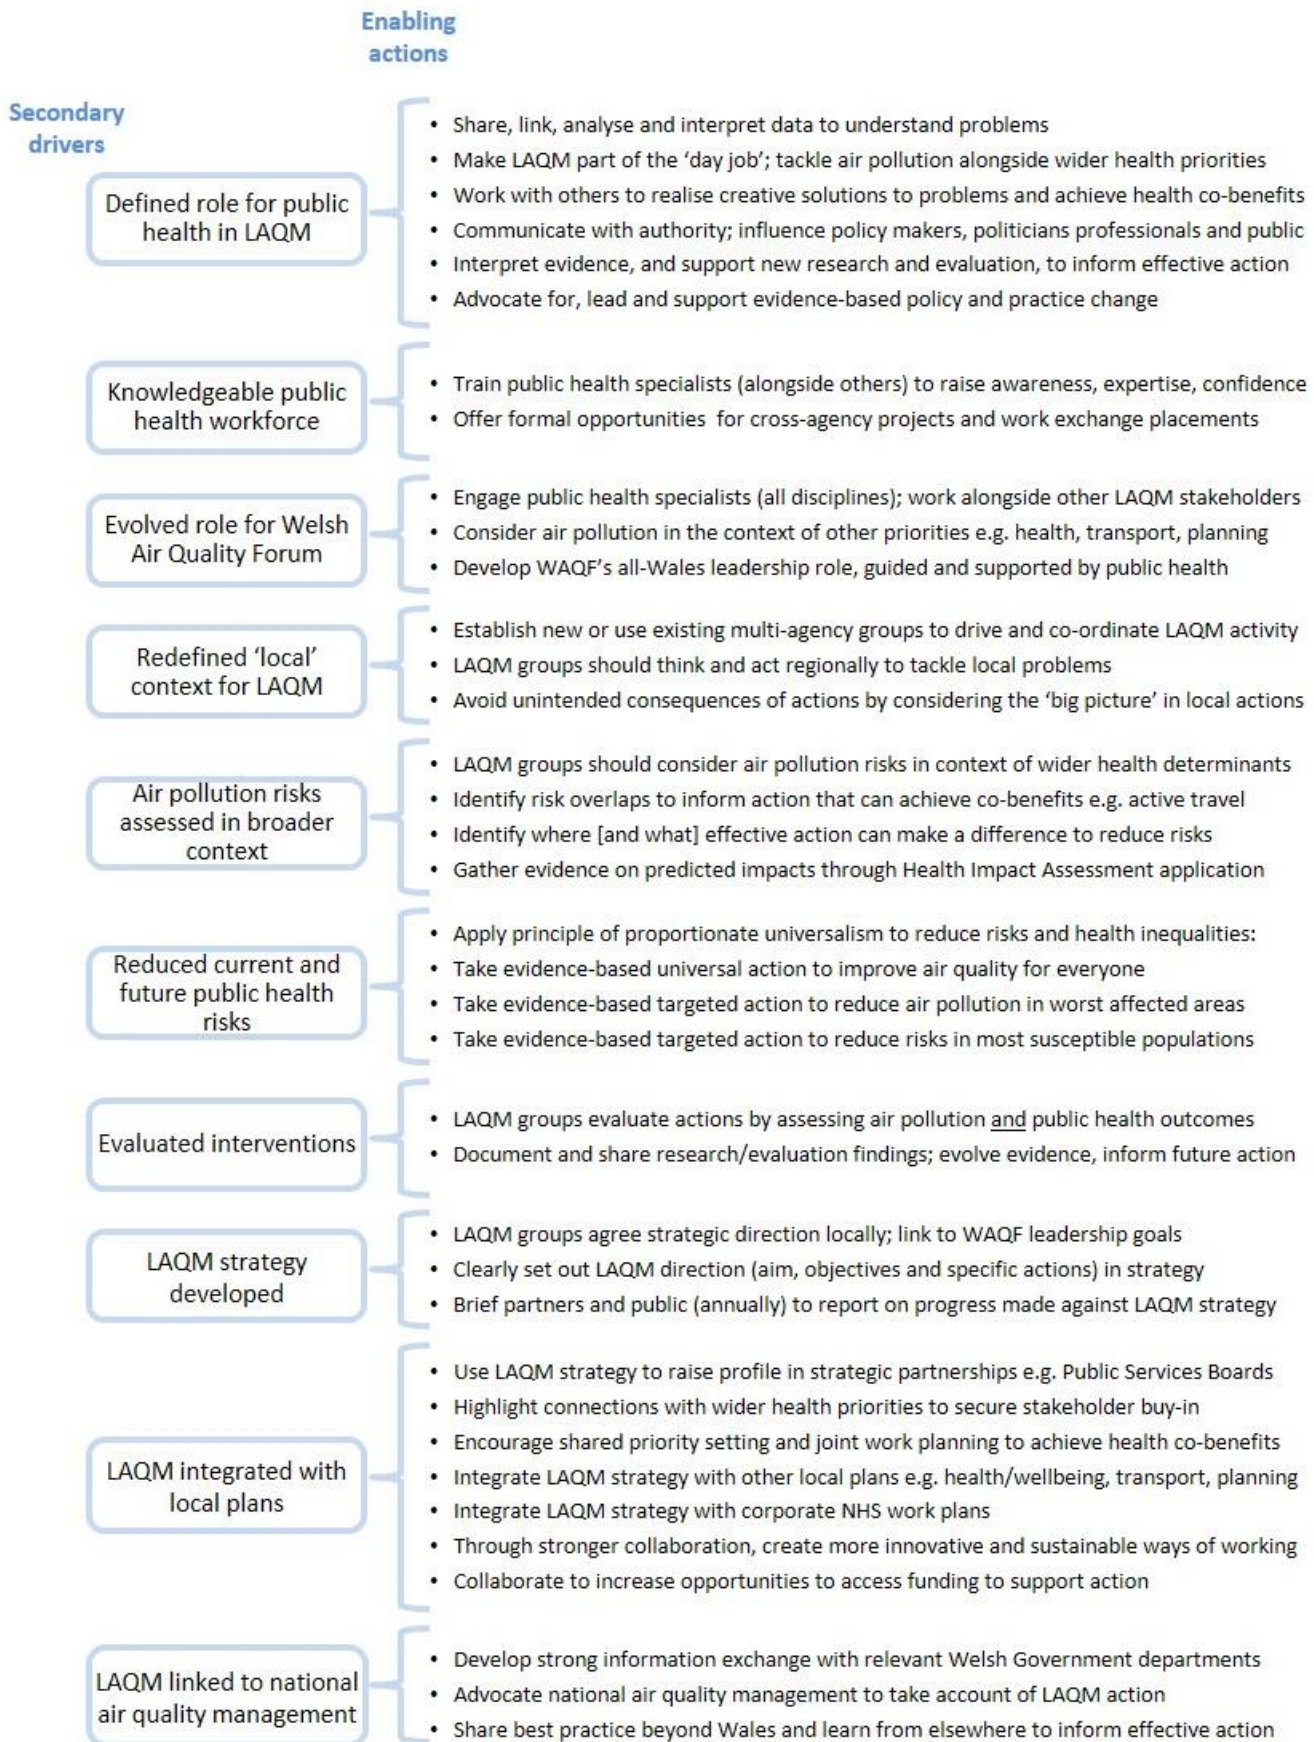 Enabling
actions
Secondary
drivers
Defined role for public
health in LAQM
• Share, link, analyse and interpret data to understand problems
• Make LAQM part of the ‘day job’; tackle air pollution alongside wider health priorities
• Work with others to realise creative solutions to problems and achieve health co-benefits
• Communicate with authority; influence policy makers, politicians professionals and public
• Interpret evidence, and support new research and evaluation, to inform effective action
• Advocate for, lead and support evidence-based policy and practice change
Knowledgeable public
health workforce
• Train public health specialists (alongside others) to raise awareness, expertise, confidence
• Offer formal opportunities for cross-agency projects and work exchange placements
Evolved role for Welsh
Air Quality Forum
• Engage public health specialists (all disciplines); work alongside other LAQM stakeholders
• Consider air pollution in the context of other priorities e.g. health, transport, planning
• Develop WAQF’s all-Wales leadership role, guided and supported by public health
Redefined ‘local’
context for LAQM
• Establish new or use existing multi-agency groups to drive and co-ordinate LAQM activity
• LAQM groups should think and act regionally to tackle local problems
• Avoid unintended consequences of actions by considering the ‘big picture’ in local actions
Air pollution risks
assessed in broader
context
• LAQM groups should consider air pollution risks in context of wider health determinants
• Identify risk overlaps to inform action that can achieve co-benefits e.g. active travel
• Identify where [and what] effective action can make a difference to reduce risks
• Gather evidence on predicted impacts through Health Impact Assessment application
Reduced current and
future public health
risks
• Apply principle of proportionate universalism to reduce risks and health inequalities:
• Take evidence-based universal action to improve air quality for everyone
• Take evidence-based targeted action to reduce air pollution in worst affected areas
• Take evidence-based targeted action to reduce risks in most susceptible populations
Evaluated interventions
• LAQM groups evaluate actions by assessing air pollution and public health outcomes
• Document and share research/evaluation findings; evolve evidence, inform future action
LAQM strategy
developed
• LAQM groups agree strategic direction locally; link to WAQF leadership goals
• Clearly set out LAQM direction (aim, objectives and specific actions) in strategy
• Brief partners and public (annually) to report on progress made against LAQM strategy
LAQM integrated with
local plans
• Use LAQM strategy to raise profile in strategic partnerships e.g. Public Services Boards
• Highlight connections with wider health priorities to secure stakeholder buy-in
• Encourage shared priority setting and joint work planning to achieve health co-benefits
• Integrate LAQM strategy with other local plans e.g. health/wellbeing, transport, planning
• Integrate LAQM strategy with corporate NHS work plans
• Through stronger collaboration, create more innovative and sustainable ways of working
• Collaborate to increase opportunities to access funding to support action
LAQM linked to national
air quality management
• Develop strong information exchange with relevant Welsh Government departments
• Advocate national air quality management to take account of LAQM action
• Share best practice beyond Wales and learn from elsewhere to inform effective action